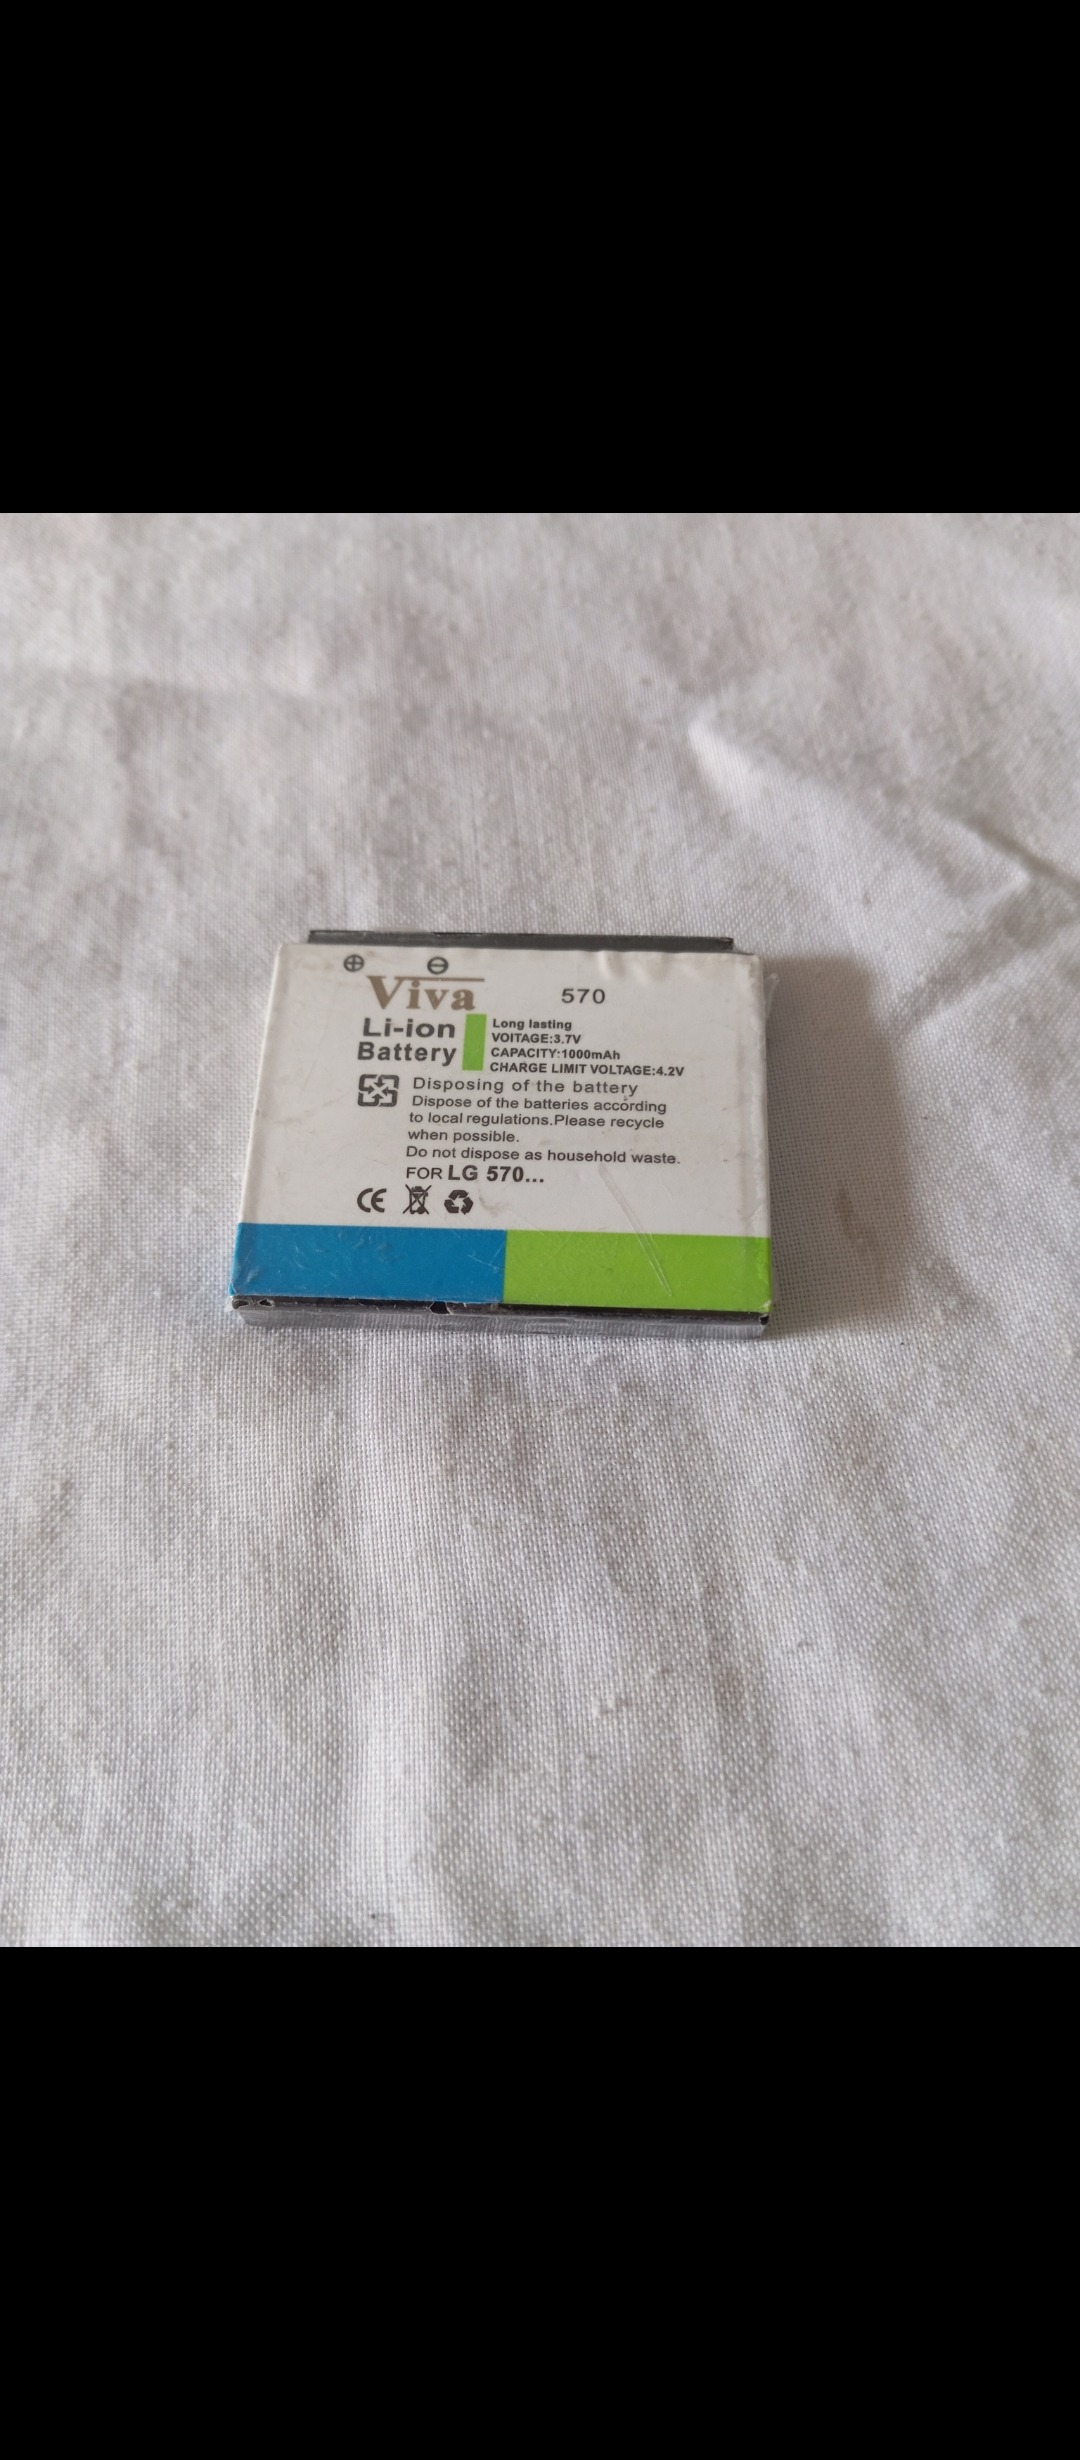 Viva
570
Li-ion
Battery
Long lasting
VOITAGE:3.7V
CAPACITY:1000mAh
CHARGE LIMIT VOLTAGE:4.2V
Disposing of the battery
Dispose of the batteries according
to local regulations.Please recycle
when possible.
Do not dispose as household waste.
FOR LG 570...
CE